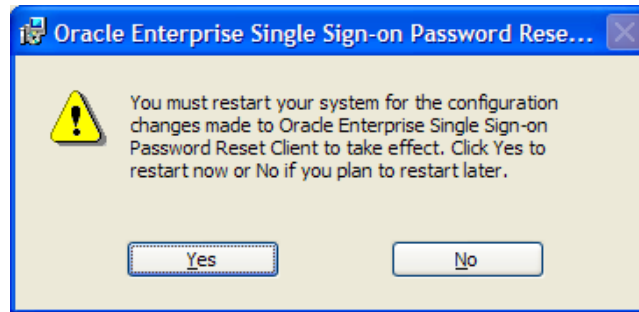 Oracle Enterprise Single Sign-on Password Rese...
You must restart your system for the configuration
changes made to Oracle Enterprise Single Sign-on
Password Reset Client to take effect. Click Yes to
restart now or No if you plan to restart later.
Yes
No